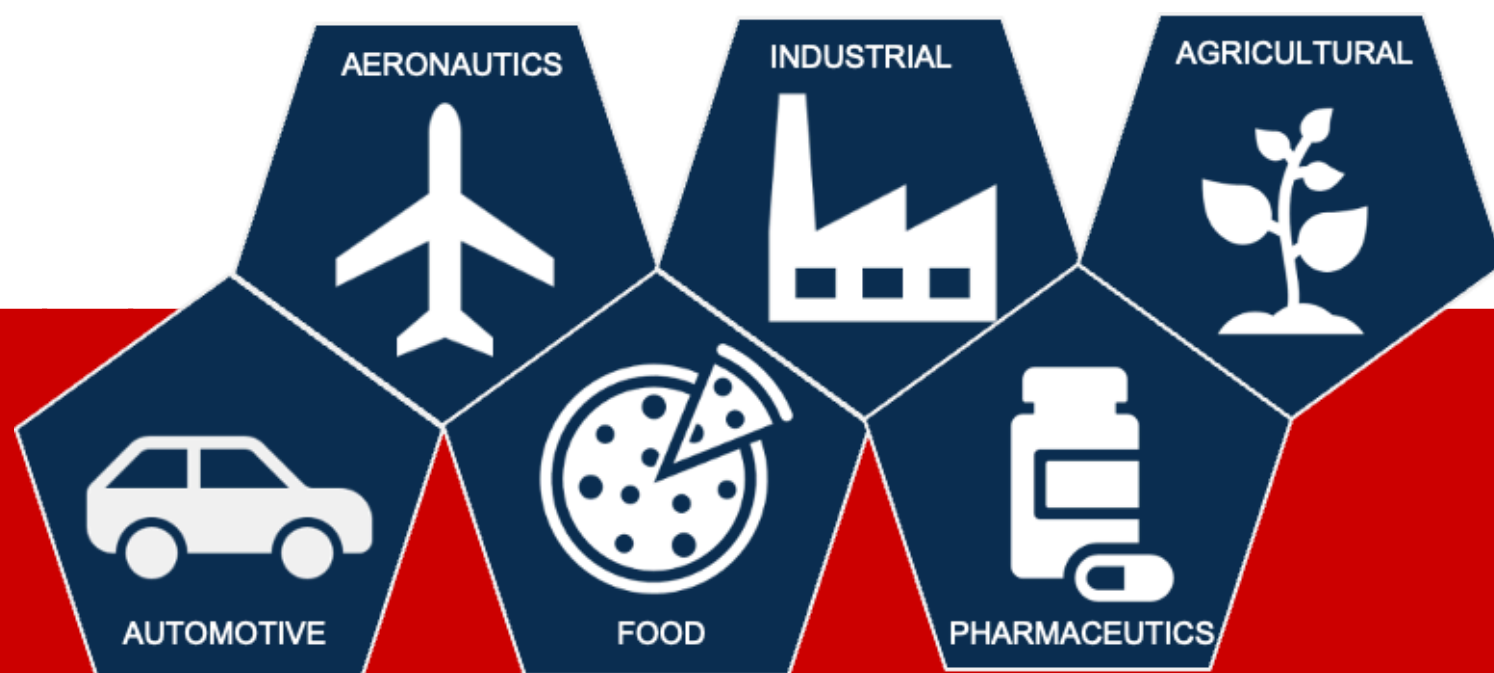 AERONAUTICS
INDUSTRIAL
AGRICULTURAL
AUTOMOTIVE
FOOD
PHARMACEUTICS